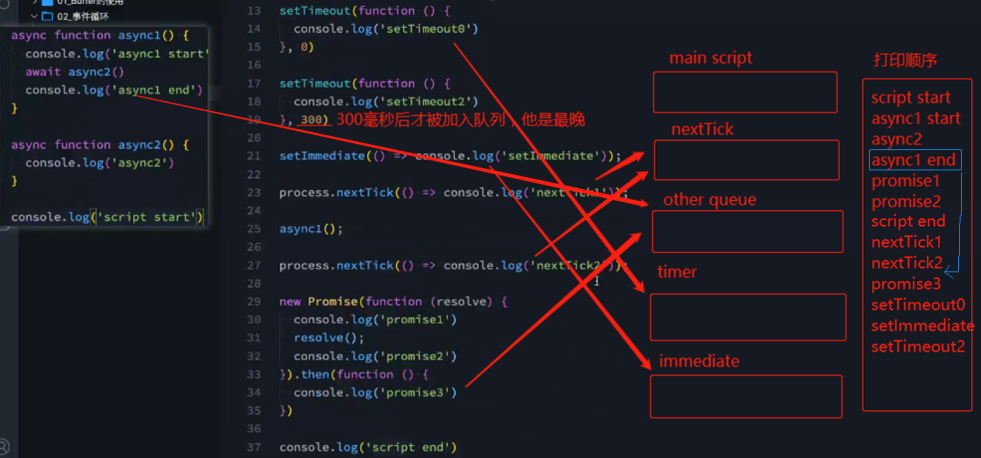 01_Buffer的使用
02_事件循环
async function async1() {
console.log('async1 start'
await async2()
console.log('async1 end')
}
async function async2() {
console.log('async2')
}
console.log('script start')
13 setTimeout(function () {
14 console.log('setTimeout0')
15 }, 0)
16
17 setTimeout(function () {
18 console.log('setTimeout2')
19 }, 300) 300毫秒后才被加入队列，他是最晚
20
21 setImmediate(() => console.log('setImmediate'));
22
23 process.nextTick(() => console.log('nextTick1'));
24
25 async1();
26
27 process.nextTick(() => console.log('nextTick2'));
28
29 new Promise(function (resolve) {
30 console.log('promise1')
31 resolve();
32 console.log('promise2')
33 }).then(function () {
34 console.log('promise3')
35 })
36
37 console.log('script end')
main script
nextTick
other queue
timer
immediate
打印顺序
script start
async1 start
async2
async1 end
promise1
promise2
script end
nextTick1
nextTick2
promise3
setTimeout0
setImmediate
setTimeout2